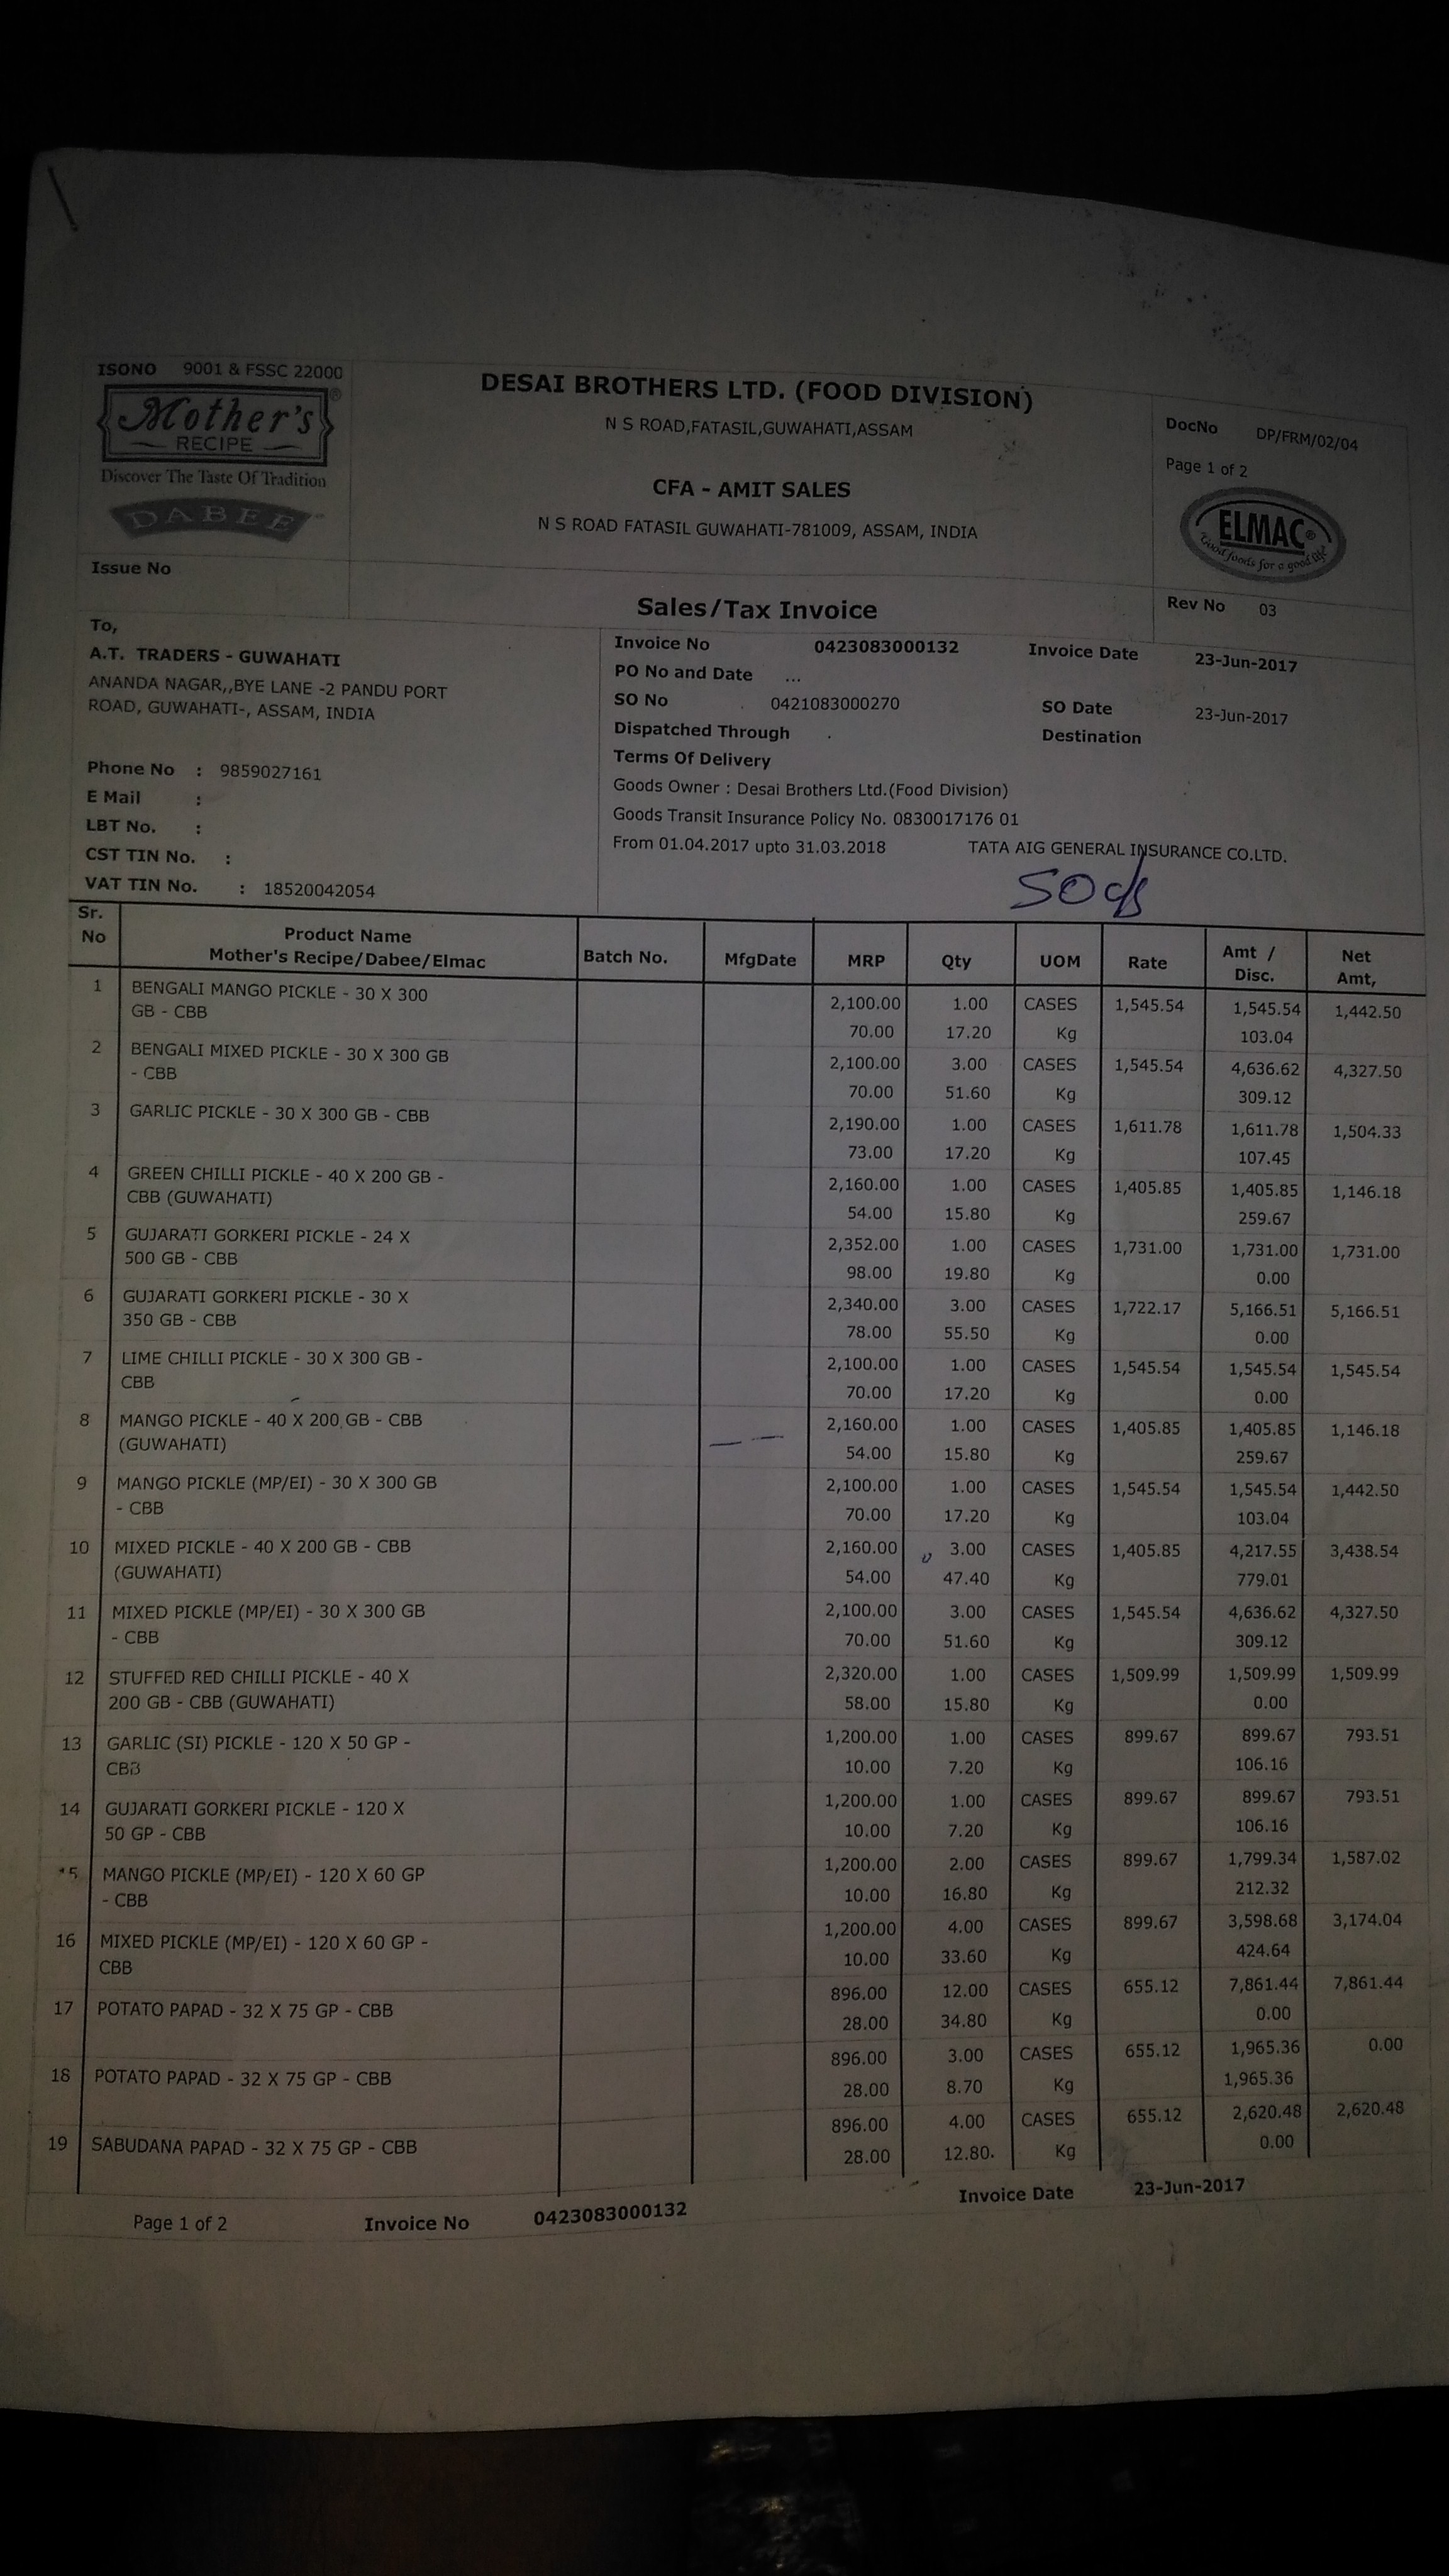 ISONO 9001 & FSSC 22000
Mother's®
RECIPE
Discover The Taste Of Tradition
DABEE
Issue No
DESAI BROTHERS LTD. (FOOD DIVISION)
N S ROAD,FATASIL,GUWAHATI,ASSAM
CFA - AMIT SALES
N S ROAD FATASIL GUWAHATI-781009, ASSAM, INDIA
DocNo DP/FRM/02/04
Page 1 of 2
ELMAC®
Good foods for a good life
Rev No 03
Sales/Tax Invoice
To,
A.T. TRADERS - GUWAHATI
ANANDA NAGAR,,BYE LANE -2 PANDU PORT
ROAD, GUWAHATI-, ASSAM, INDIA
Phone No : 9859027161
E Mail :
LBT No. :
CST TIN No. :
VAT TIN No. : 18520042054
Invoice No 0423083000132 Invoice Date 23-Jun-2017
PO No and Date ...
SO No 0421083000270 SO Date 23-Jun-2017
Dispatched Through . Destination
Terms Of Delivery
Goods Owner : Desai Brothers Ltd.(Food Division)
Goods Transit Insurance Policy No. 0830017176 01
From 01.04.2017 upto 31.03.2018 TATA AIG GENERAL INSURANCE CO.LTD.
Sr. No Product Name Mother's Recipe/Dabee/Elmac Batch No. MfgDate MRP Qty UOM Rate Amt / Disc. Net Amt,
1 BENGALI MANGO PICKLE - 30 X 300 2,100.00 1.00 CASES 1,545.54 1,545.54 1,442.50
GB - CBB 70.00 17.20 Kg 103.04
2 BENGALI MIXED PICKLE - 30 X 300 GB 2,100.00 3.00 CASES 1,545.54 4,636.62 4,327.50
- CBB 70.00 51.60 Kg 309.12
3 GARLIC PICKLE - 30 X 300 GB - CBB 2,190.00 1.00 CASES 1,611.78 1,611.78 1,504.33
73.00 17.20 Kg 107.45
4 GREEN CHILLI PICKLE - 40 X 200 GB - 2,160.00 1.00 CASES 1,405.85 1,405.85 1,146.18
CBB (GUWAHATI) 54.00 15.80 Kg 259.67
5 GUJARATI GORKERI PICKLE - 24 X 2,352.00 1.00 CASES 1,731.00 1,731.00 1,731.00
500 GB - CBB 98.00 19.80 Kg 0.00
6 GUJARATI GORKERI PICKLE - 30 X 2,340.00 3.00 CASES 1,722.17 5,166.51 5,166.51
350 GB - CBB 78.00 55.50 Kg 0.00
7 LIME CHILLI PICKLE - 30 X 300 GB - 2,100.00 1.00 CASES 1,545.54 1,545.54 1,545.54
CBB 70.00 17.20 Kg 0.00
8 MANGO PICKLE - 40 X 200 GB - CBB 2,160.00 1.00 CASES 1,405.85 1,405.85 1,146.18
(GUWAHATI) 54.00 15.80 Kg 259.67
9 MANGO PICKLE (MP/EI) - 30 X 300 GB 2,100.00 1.00 CASES 1,545.54 1,545.54 1,442.50
- CBB 70.00 17.20 Kg 103.04
10 MIXED PICKLE - 40 X 200 GB - CBB 2,160.00 3.00 CASES 1,405.85 4,217.55 3,438.54
(GUWAHATI) 54.00 47.40 Kg 779.01
11 MIXED PICKLE (MP/EI) - 30 X 300 GB 2,100.00 3.00 CASES 1,545.54 4,636.62 4,327.50
- CBB 70.00 51.60 Kg 309.12
12 STUFFED RED CHILLI PICKLE - 40 X 2,320.00 1.00 CASES 1,509.99 1,509.99 1,509.99
200 GB - CBB (GUWAHATI) 58.00 15.80 Kg 0.00
13 GARLIC (SI) PICKLE - 120 X 50 GP - 1,200.00 1.00 CASES 899.67 899.67 793.51
CBB 10.00 7.20 Kg 106.16
14 GUJARATI GORKERI PICKLE - 120 X 1,200.00 1.00 CASES 899.67 899.67 793.51
50 GP - CBB 10.00 7.20 Kg 106.16
5 MANGO PICKLE (MP/EI) - 120 X 60 GP 1,200.00 2.00 CASES 899.67 1,799.34 1,587.02
- CBB 10.00 16.80 Kg 212.32
16 MIXED PICKLE (MP/EI) - 120 X 60 GP - 1,200.00 4.00 CASES 899.67 3,598.68 3,174.04
CBB 10.00 33.60 Kg 424.64
17 POTATO PAPAD - 32 X 75 GP - CBB 896.00 12.00 CASES 655.12 7,861.44 7,861.44
28.00 34.80 Kg 0.00
18 POTATO PAPAD - 32 X 75 GP - CBB 896.00 3.00 CASES 655.12 1,965.36 0.00
28.00 8.70 Kg 1,965.36
19 SABUDANA PAPAD - 32 X 75 GP - CBB 896.00 4.00 CASES 655.12 2,620.48 2,620.48
28.00 12.80 Kg 0.00
Page 1 of 2 Invoice No 0423083000132 Invoice Date 23-Jun-2017